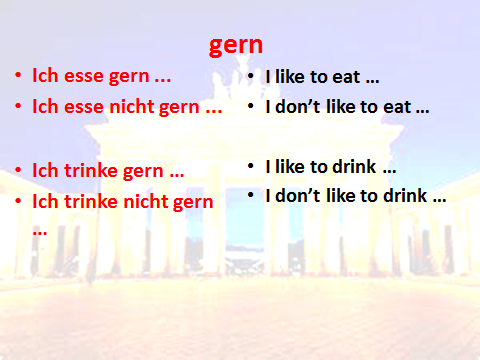 gern
• Ich esse gern ...
• Ich esse nicht gern ...
• Ich trinke gern ...
• Ich trinke nicht gern
...
• I like to eat ...
• I don't like to eat ...
• I like to drink ...
• I don't like to drink ...